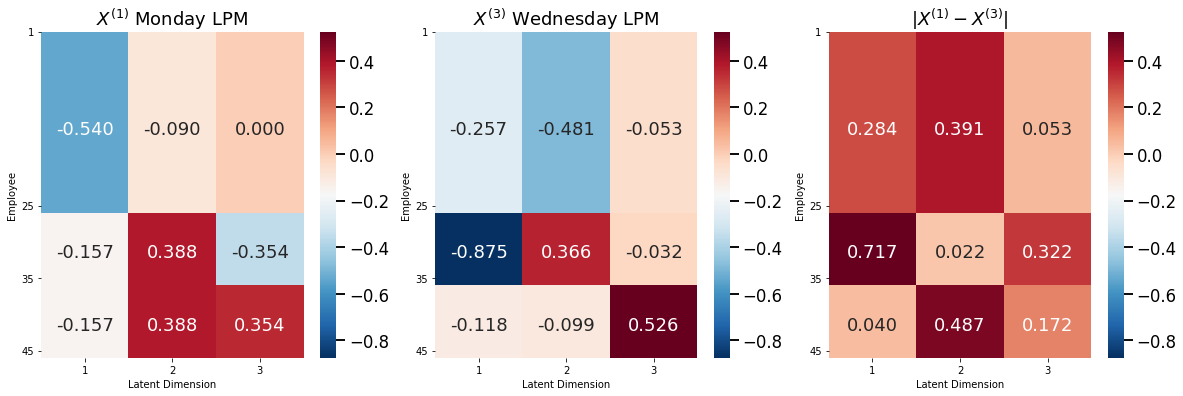 X^(1) Monday LPM
1
25
35
45
Employee
-0.540 -0.090 0.000
-0.157 0.388 -0.354
-0.157 0.388 0.354
1 2 3
Latent Dimension
0.4
0.2
0.0
−0.2
−0.4
−0.6
−0.8
X^(3) Wednesday LPM
1
25
35
45
Employee
-0.257 -0.481 -0.053
-0.875 0.366 -0.032
-0.118 -0.099 0.526
1 2 3
Latent Dimension
0.4
0.2
0.0
−0.2
−0.4
−0.6
−0.8
|X^(1) − X^(3)|
1
25
35
45
Employee
0.284 0.391 0.053
0.717 0.022 0.322
0.040 0.487 0.172
1 2 3
Latent Dimension
0.4
0.2
0.0
−0.2
−0.4
−0.6
−0.8